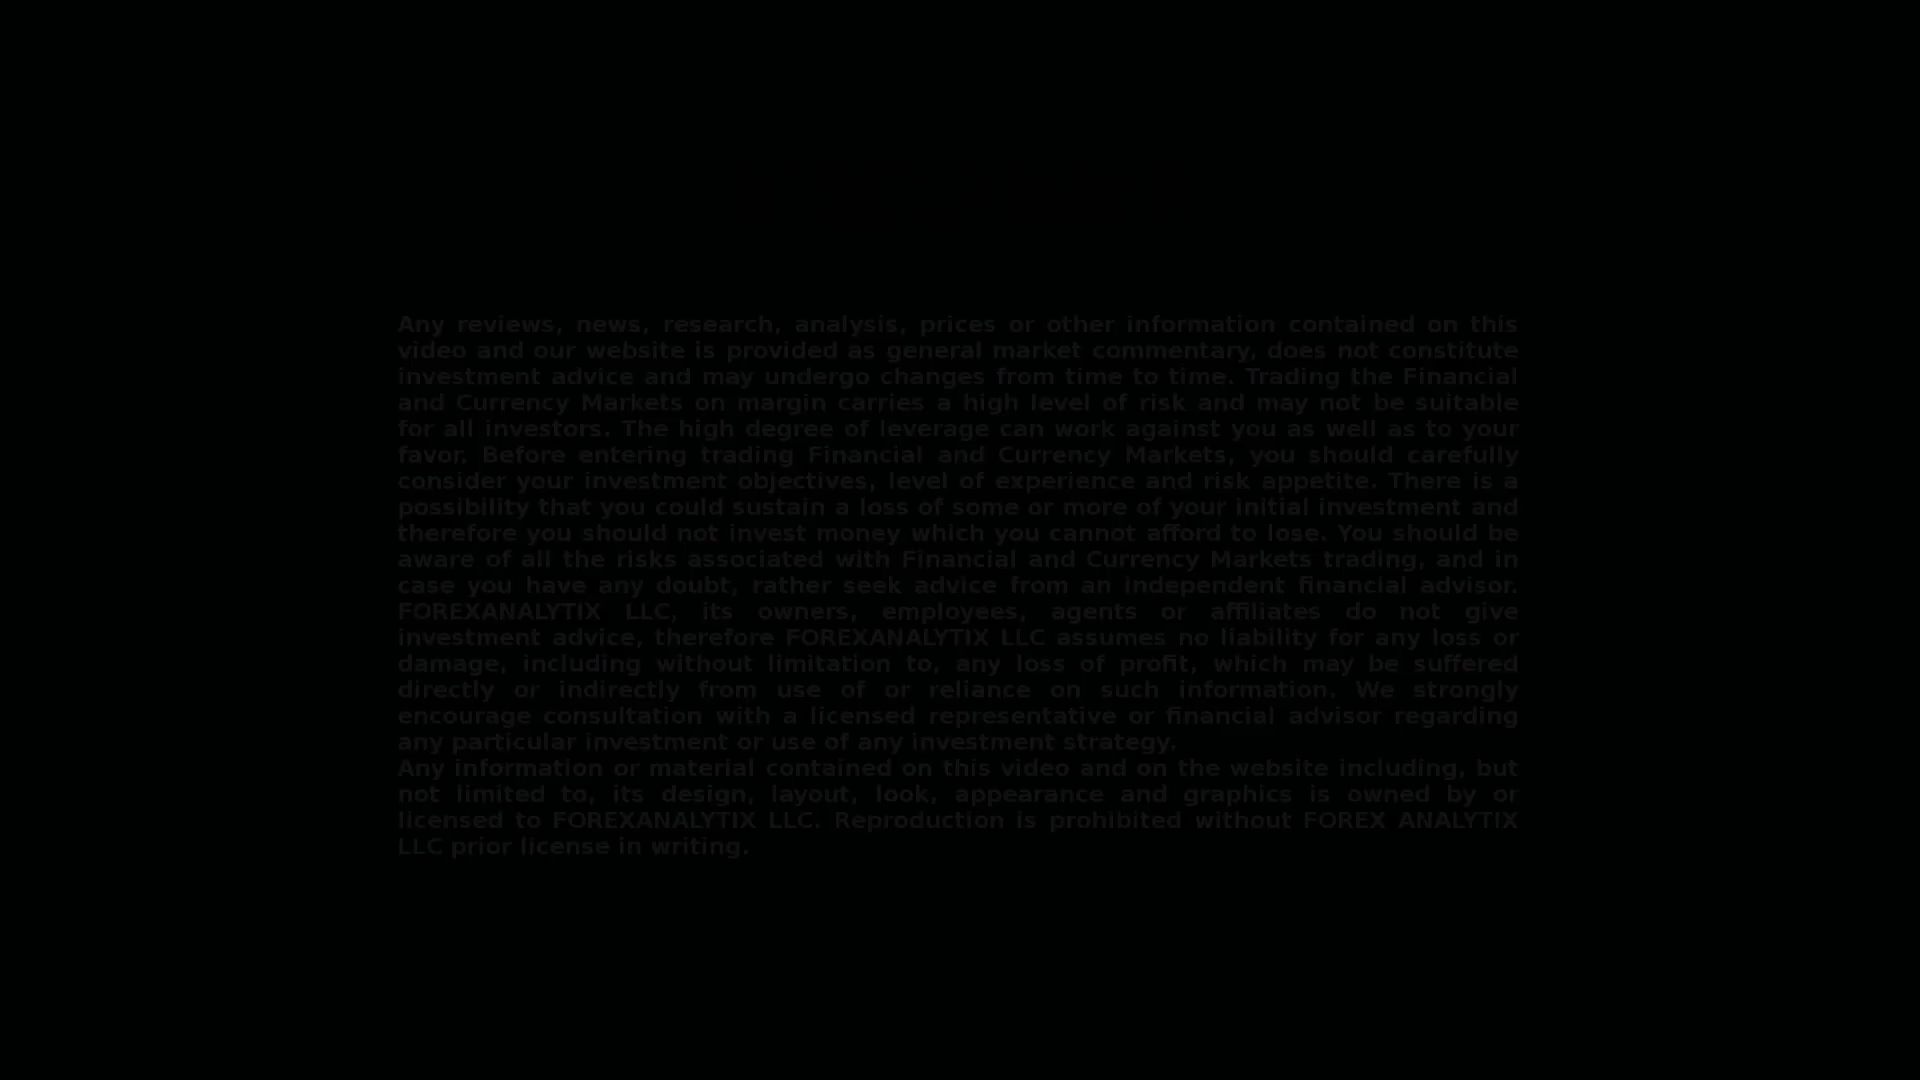 Any reviews, news, research, analysis, prices or other information contained on this
video and our website is provided as general market commentary, does not constitute
investment advice and may undergo changes from time to time. Trading the Financial
and Currency Markets on margin carries a high level of risk and may not be suitable
for all investors. The high degree of leverage can work against you as well as to your
favor. Before entering trading Financial and Currency Markets, you should carefully
consider your investment objectives, level of experience and risk appetite. There is a
possibility that you could sustain a loss of some or more of your initial investment and
therefore you should not invest money which you cannot afford to lose. You should be
aware of all the risks associated with Financial and Currency Markets trading, and in
case you have any doubt, rather seek advice from an independent financial advisor.
FOREXANALYTIX LLC, its owners, employees, agents or affiliates do not give
investment advice, therefore FOREXANALYTIX LLC assumes no liability for any loss or
damage, including without limitation to, any loss of profit, which may be suffered
directly or indirectly from use of or reliance on such information. We strongly
encourage consultation with a licensed representative or financial advisor regarding
any particular investment or use of any investment strategy.
Any information or material contained on this video and on the website including, but
not limited to, its design, layout, look, appearance and graphics is owned by or
licensed to FOREXANALYTIX LLC. Reproduction is prohibited without FOREX ANALYTIX
LLC prior license in writing.